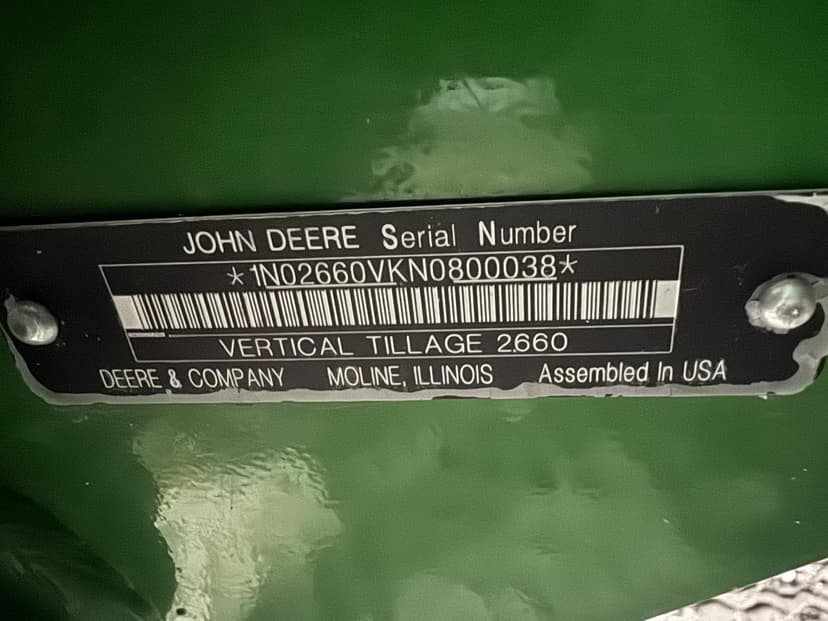 JOHN DEERE Serial Number
*1N02660VKN0800038*
VERTICAL TILLAGE 2660
DEERE & COMPANY MOLINE, ILLINOIS Assembled In USA